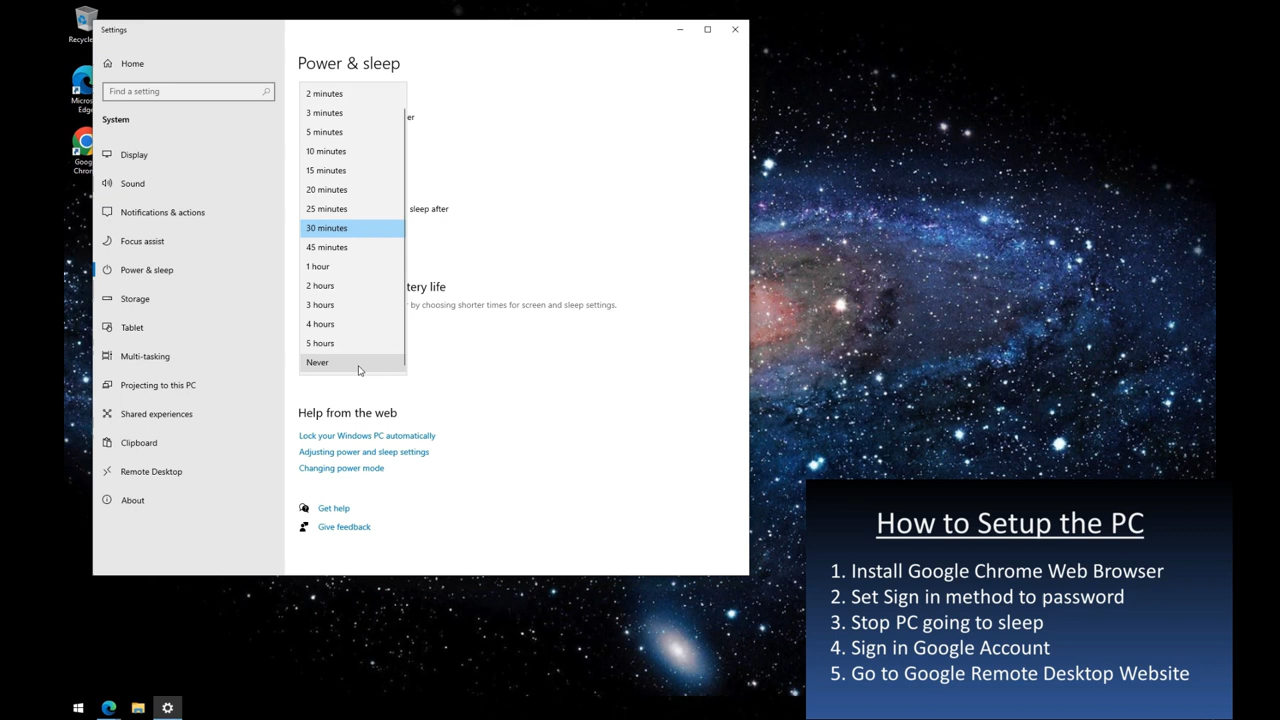 Recycle
Micros...
Edge
Goog...
Chrom
Settings
Home
Find a setting
System
Display
Sound
Notifications & actions
Focus assist
Power & sleep
Storage
Tablet
Multi-tasking
Projecting to this PC
Shared experiences
Clipboard
Remote Desktop
About
Power & sleep
2 minutes
3 minutes
er
5 minutes
10 minutes
15 minutes
20 minutes
25 minutes
sleep after
30 minutes
45 minutes
1 hour
2 hours
tery life
3 hours
by choosing shorter times for screen and sleep settings.
4 hours
5 hours
Never
Help from the web
Lock your Windows PC automatically
Adjusting power and sleep settings
Changing power mode
Get help
Give feedback
How to Setup the PC
1. Install Google Chrome Web Browser
2. Set Sign in method to password
3. Stop PC going to sleep
4. Sign in Google Account
5. Go to Google Remote Desktop Website